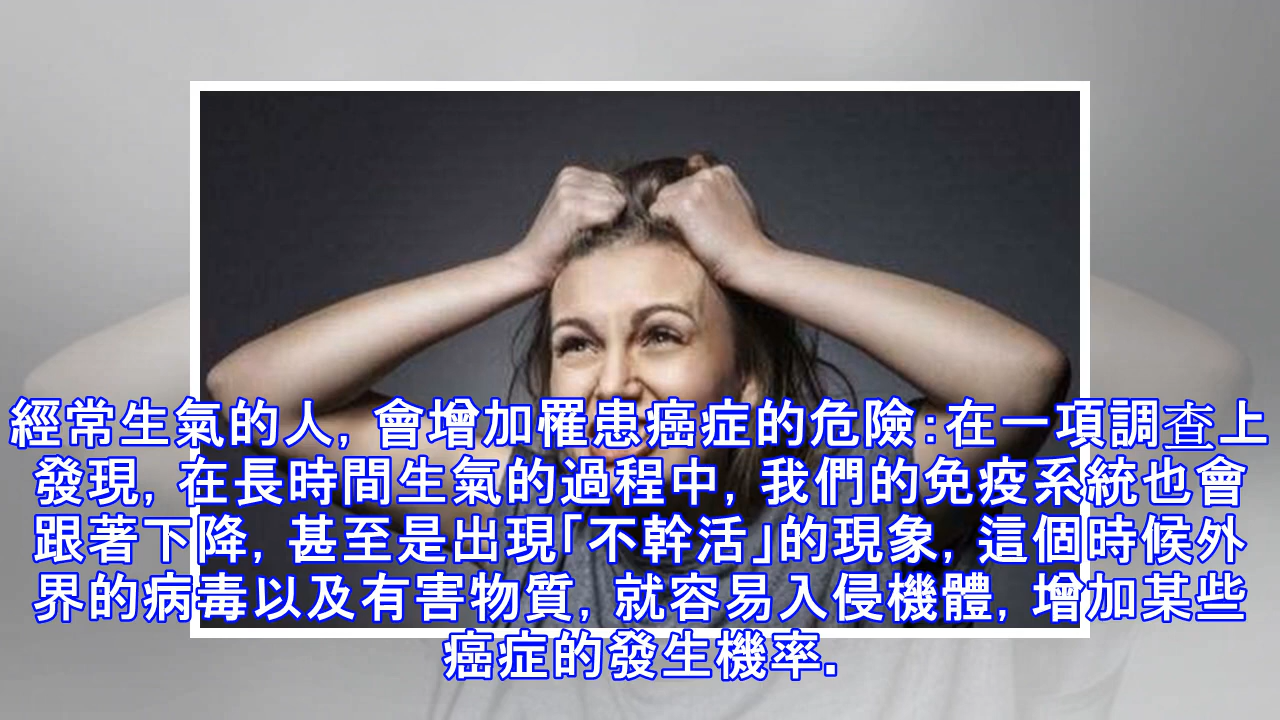 經常生氣的人,會增加罹患癌症的危險:在一項調查上
發現,在長時間生氣的過程中,我們的免疫系統也會
跟著下降,甚至是出現「不幹活」的現象,這個時候外
界的病毒以及有害物質,就容易入侵機體,增加某些
癌症的發生機率.